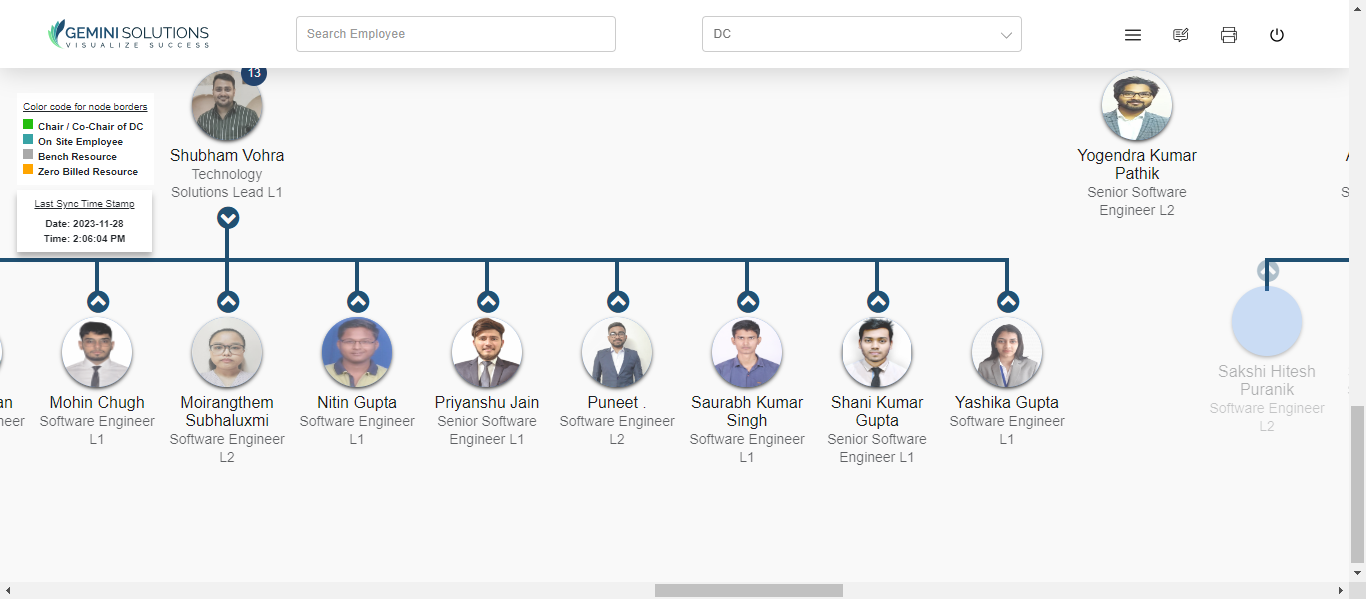 GEMINI SOLUTIONS
VISUALIZE SUCCESS
Search Employee
DC
Color code for node borders
Chair / Co-Chair of DC
On Site Employee
Bench Resource
Zero Billed Resource
Last Sync Time Stamp
Date: 2023-11-28
Time: 2:06:04 PM
13
Shubham Vohra
Technology
Solutions Lead L1
Yogendra Kumar
Pathik
Senior Software
Engineer L2
Mohin Chugh
Software Engineer
L1
Moirangthem
Subhaluxmi
Software Engineer
L2
Nitin Gupta
Software Engineer
L1
Priyanshu Jain
Senior Software
Engineer L1
Puneet .
Software Engineer
L2
Saurabh Kumar
Singh
Software Engineer
L1
Shani Kumar
Gupta
Senior Software
Engineer L1
Yashika Gupta
Software Engineer
L1
Sakshi Hitesh
Puranik
Software Engineer
L2